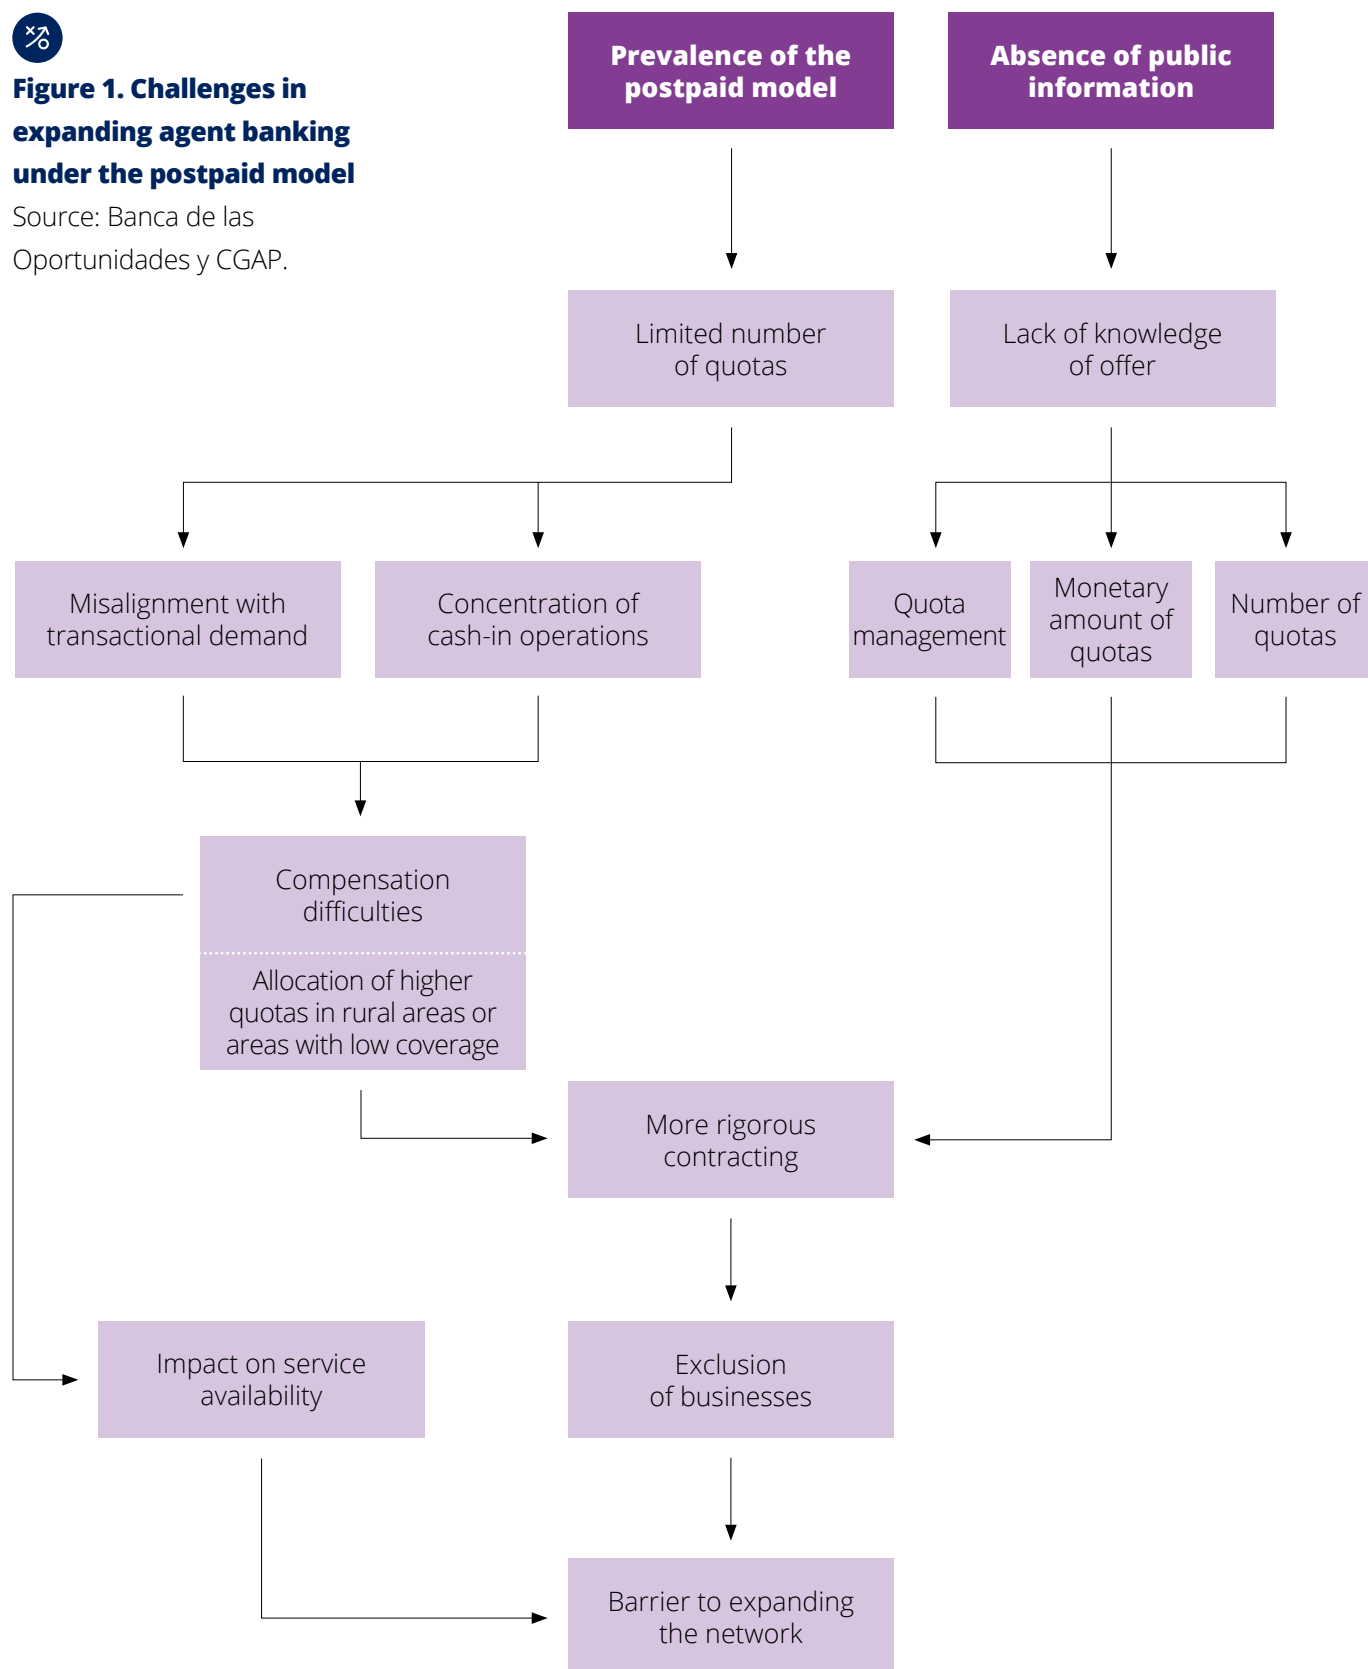 Figure 1. Challenges in
expanding agent banking
under the postpaid model
Source: Banca de las
Oportunidades y CGAP.
Prevalence of the
postpaid model
Absence of public
information
Limited number
of quotas
Lack of knowledge
of offer
Misalignment with
transactional demand
Concentration of
cash-in operations
Quota
management
Monetary
amount of
quotas
Number of
quotas
Compensation
difficulties
Allocation of higher
quotas in rural areas or
areas with low coverage
More rigorous
contracting
Impact on service
availability
Exclusion
of businesses
Barrier to expanding
the network